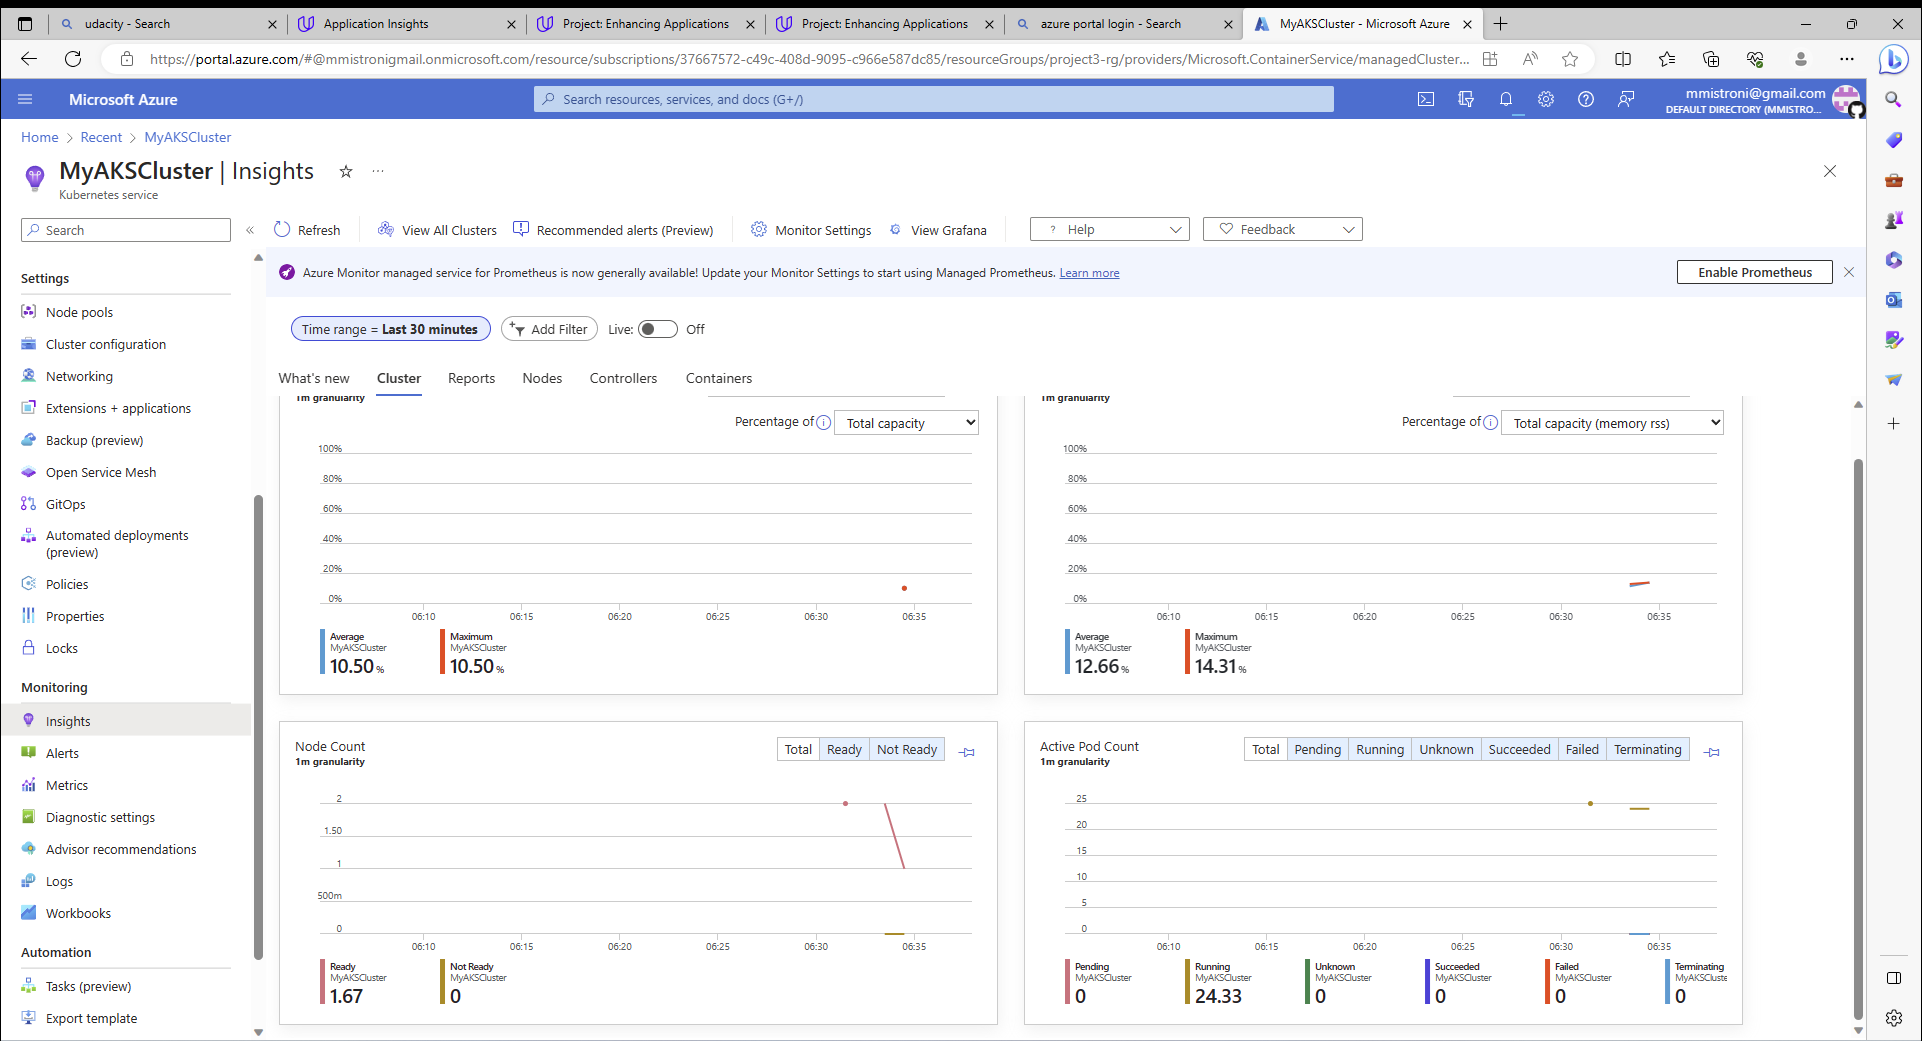 udacity - Search
Application Insights
Project: Enhancing Applications
Project: Enhancing Applications
azure portal login - Search
MyAKSCluster - Microsoft Azure
https://portal.azure.com/#@mmistronigmail.onmicrosoft.com/resource/subscriptions/37667572-c49c-408d-9095-c966e587dc85/resourceGroups/project3-rg/providers/Microsoft.ContainerService/managedCluster...
Microsoft Azure
Search resources, services, and docs (G+/)
mmistroni@gmail.com
DEFAULT DIRECTORY (MMISTRO...
Home > Recent > MyAKSCluster
MyAKSCluster | Insights
Kubernetes service
Search
Refresh
View All Clusters
Recommended alerts (Preview)
Monitor Settings
View Grafana
? Help
Feedback
Azure Monitor managed service for Prometheus is now generally available! Update your Monitor Settings to start using Managed Prometheus. Learn more
Enable Prometheus
Time range = Last 30 minutes
Add Filter
Live:
Off
What's new
Cluster
Reports
Nodes
Controllers
Containers
Settings
Node pools
Cluster configuration
Networking
Extensions + applications
Backup (preview)
Open Service Mesh
GitOps
Automated deployments
(preview)
Policies
Properties
Locks
Monitoring
Insights
Alerts
Metrics
Diagnostic settings
Advisor recommendations
Logs
Workbooks
Automation
Tasks (preview)
Export template
1m granularity
Percentage of
Total capacity
100%
80%
60%
40%
20%
0%
06:10 06:15 06:20 06:25 06:30 06:35
Average
MyAKSCluster
10.50 %
Maximum
MyAKSCluster
10.50 %
1m granularity
Percentage of
Total capacity (memory rss)
100%
80%
60%
40%
20%
0%
06:10 06:15 06:20 06:25 06:30 06:35
Average
MyAKSCluster
12.66 %
Maximum
MyAKSCluster
14.31 %
Node Count
1m granularity
Total Ready Not Ready
2
1.50
1
500m
0
06:10 06:15 06:20 06:25 06:30 06:35
Ready
MyAKSCluster
1.67
Not Ready
MyAKSCluster
0
Active Pod Count
1m granularity
Total Pending Running Unknown Succeeded Failed Terminating
25
20
15
10
5
0
06:10 06:15 06:20 06:25 06:30 06:35
Pending
MyAKSCluster
0
Running
MyAKSCluster
24.33
Unknown
MyAKSCluster
0
Succeeded
MyAKSCluster
0
Failed
MyAKSCluster
0
Terminating
MyAKSCluste
0